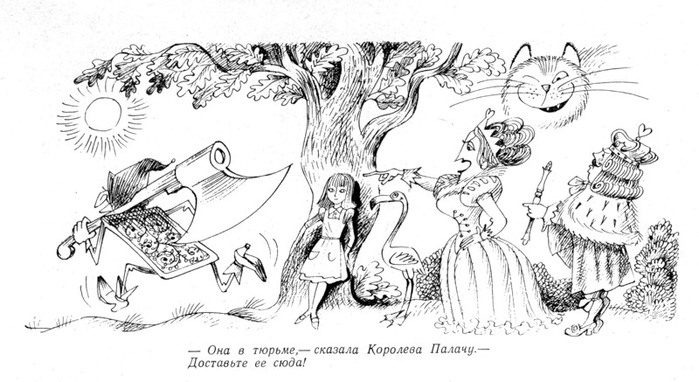 — Она в тюрьме,— сказала Королева Палачу.—
Доставьте ее сюда!